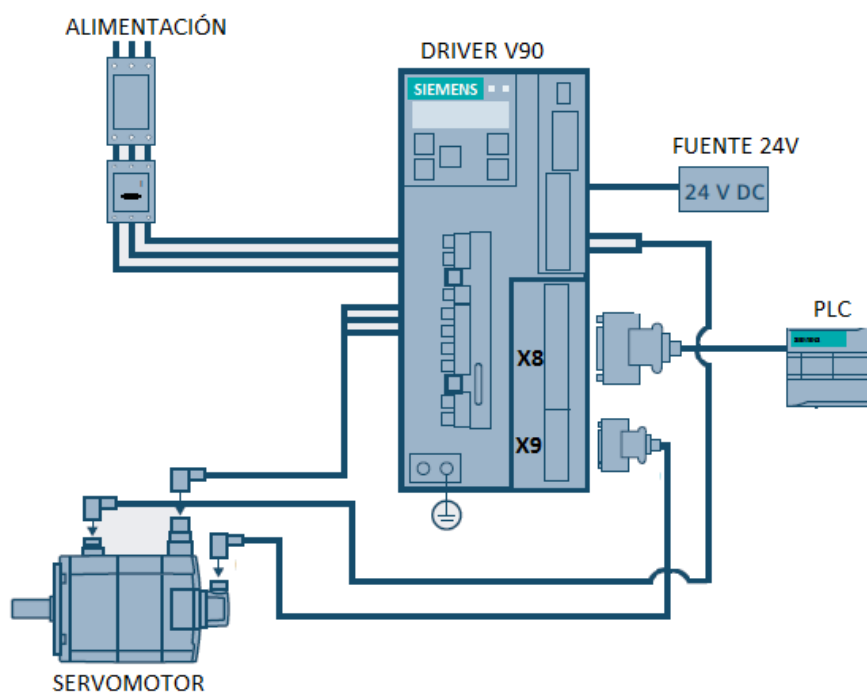 ALIMENTACIÓN
DRIVER V90
SIEMENS
FUENTE 24V
24 V DC
PLC
X8
X9
SERVOMOTOR